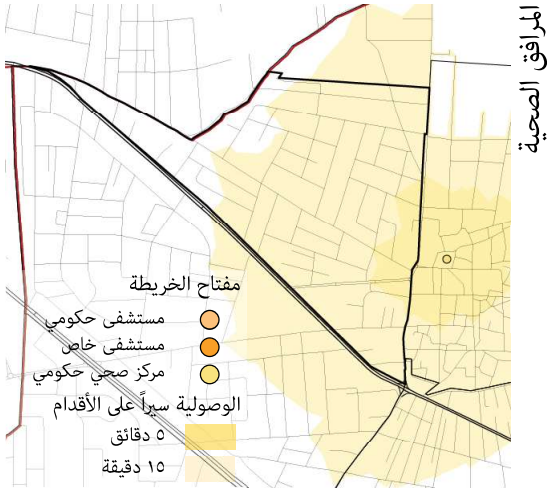 المرافق الصحية
مفتاح الخريطة
مستشفى حكومي
مستشفى خاص
مركز صحي حكومي
الوصولية سيراً على الأقدام
٥ دقائق
١٥ دقيقة